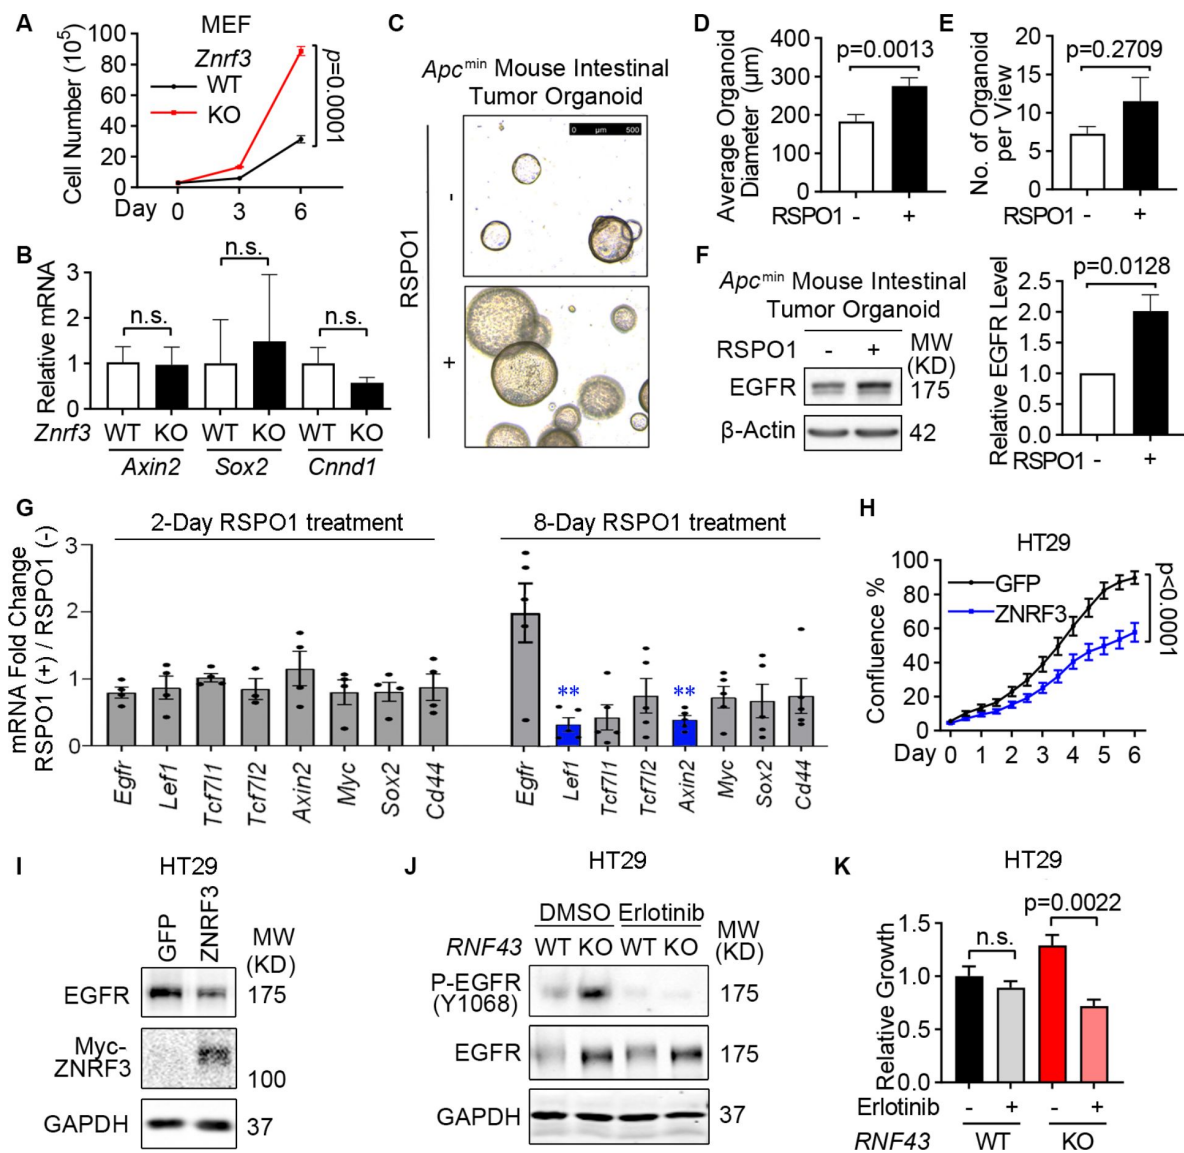 A
MEF
Znrf3
WT
KO
p=0.0001
Cell Number (10⁵)
100
80
60
40
20
0
Day 0 3 6
B
Relative mRNA
3
2
1
0
n.s.
n.s.
n.s.
Znrf3 WT KO WT KO WT KO
Axin2 Sox2 Cnnd1
C
Apcmin Mouse Intestinal
Tumor Organoid
RSPO1
-
+
0 µm 500
D
Average Organoid
Diameter (µm)
400
300
200
100
0
p=0.0013
RSPO1 - +
E
No. of Organoid
per View
20
15
10
5
0
p=0.2709
RSPO1 - +
F
Apcmin Mouse Intestinal
Tumor Organoid
RSPO1 - + MW
(KD)
EGFR 175
β-Actin 42
Relative EGFR Level
2.5
2.0
1.5
1.0
0.5
0.0
p=0.0128
RSPO1 - +
G
2-Day RSPO1 treatment
8-Day RSPO1 treatment
mRNA Fold Change
RSPO1 (+) / RSPO1 (-)
3
2
1
0
**
**
Egfr Lef1 Tcf7l1 Tcf7l2 Axin2 Myc Sox2 Cd44
Egfr Lef1 Tcf7l1 Tcf7l2 Axin2 Myc Sox2 Cd44
H
HT29
GFP
ZNRF3
p<0.0001
Confluence %
100
80
60
40
20
0
Day 0 1 2 3 4 5 6
I
HT29
GFP ZNRF3 MW
(KD)
EGFR 175
Myc-
ZNRF3 100
GAPDH 37
J
HT29
DMSO Erlotinib MW
(KD)
RNF43 WT KO WT KO
P-EGFR
(Y1068) 175
EGFR 175
GAPDH 37
K
HT29
p=0.0022
n.s.
Relative Growth
1.5
1.0
0.5
0.0
Erlotinib - + - +
RNF43 WT KO